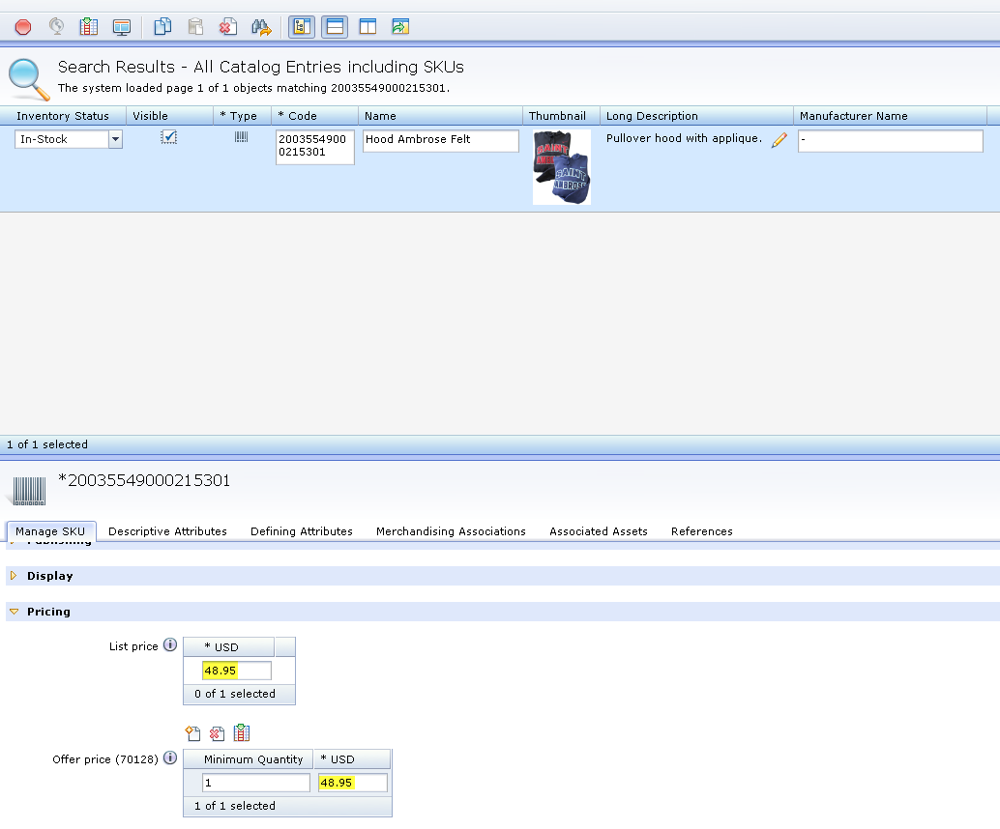 Search Results - All Catalog Entries including SKUs
The system loaded page 1 of 1 objects matching 20035549000215301.
Inventory Status Visible * Type * Code Name Thumbnail Long Description Manufacturer Name
In-Stock 2003554900 Hood Ambrose Felt Pullover hood with applique. -
0215301
SAINT
SAINT
AMBROSE
1 of 1 selected
*20035549000215301
Manage SKU Descriptive Attributes Defining Attributes Merchandising Associations Associated Assets References
Publishing
Display
Pricing
List price * USD
48.95
0 of 1 selected
Offer price (70128) Minimum Quantity * USD
1 48.95
1 of 1 selected